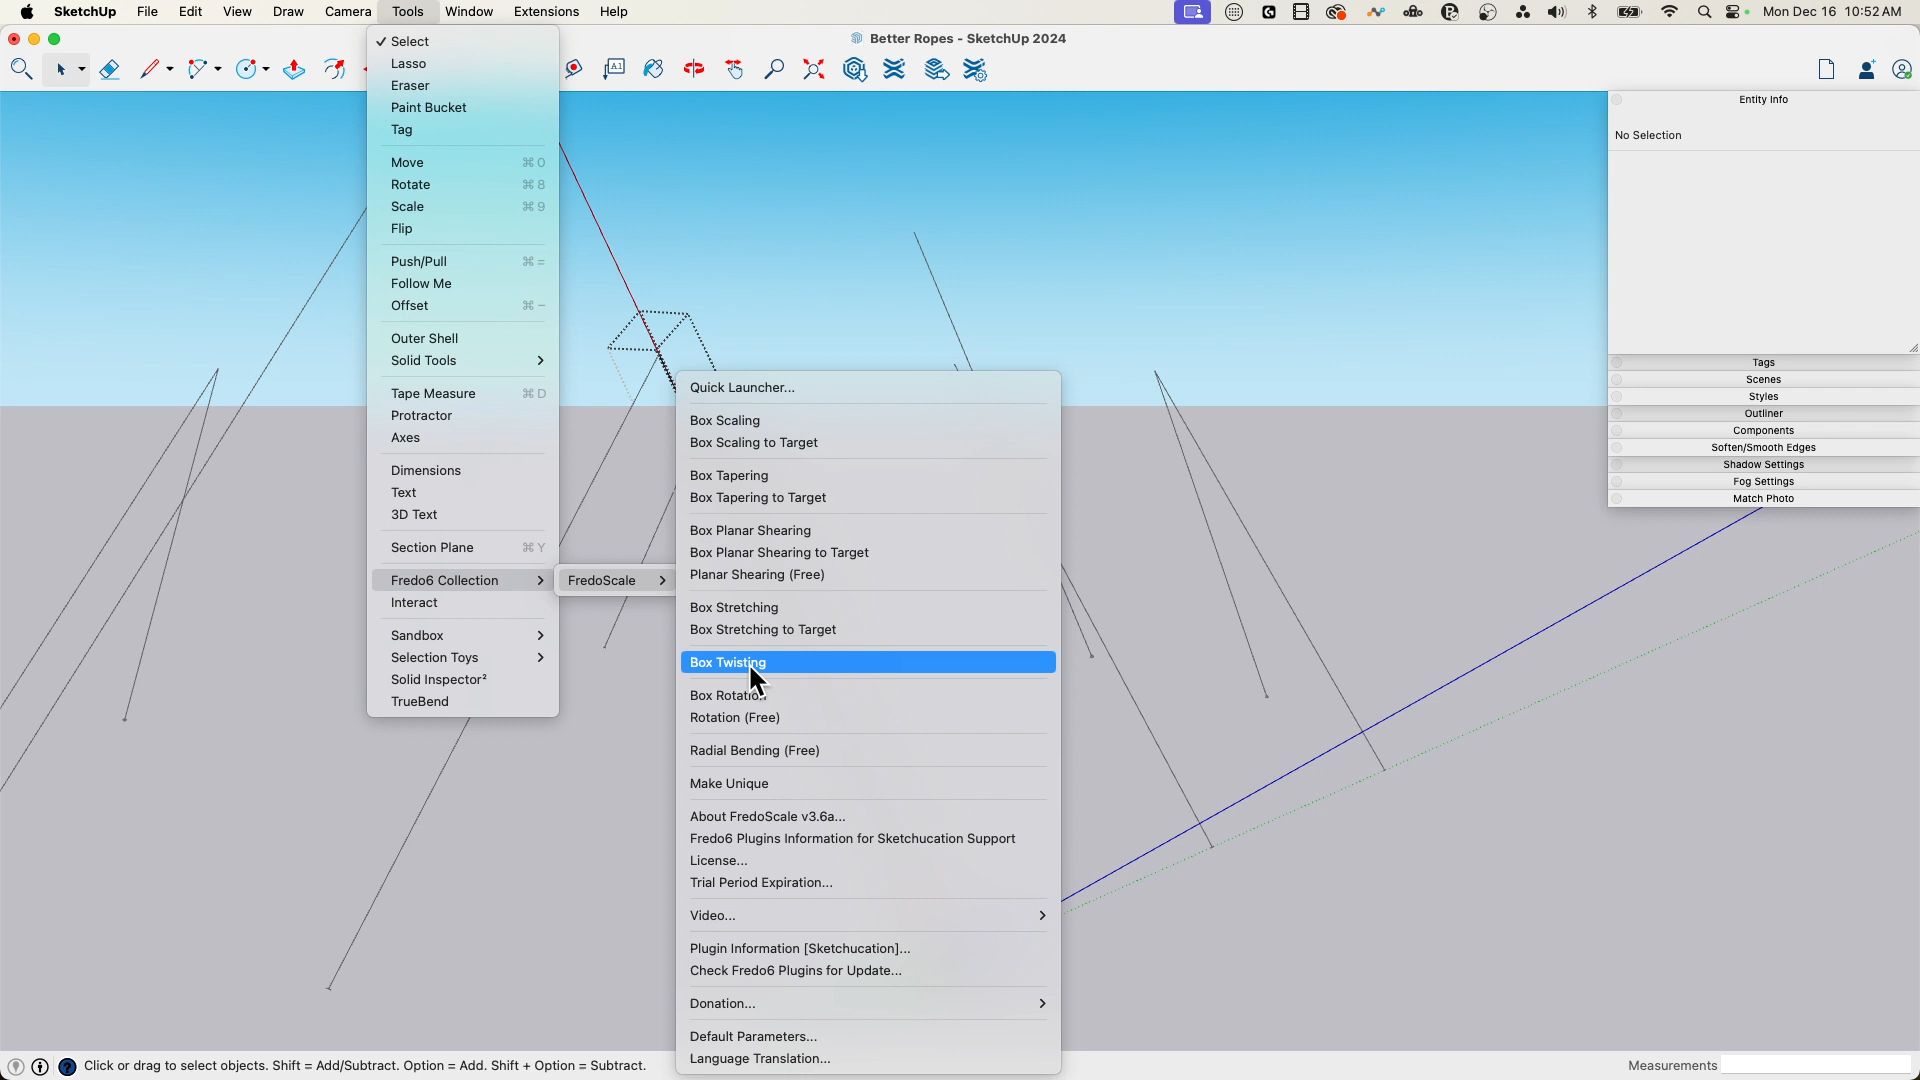 SketchUp File Edit View Draw Camera Tools Window Extensions Help Mon Dec 16 10:52 AM
Better Ropes - SketchUp 2024
A1
Select
Lasso
Eraser
Paint Bucket
Tag
Move ⌘0
Rotate ⌘8
Scale ⌘9
Flip
Push/Pull ⌘=
Follow Me
Offset ⌘-
Outer Shell
Solid Tools
Tape Measure ⌘D
Protractor
Axes
Dimensions
Text
3D Text
Section Plane ⌘Y
Fredo6 Collection
Interact
Sandbox
Selection Toys
Solid Inspector²
TrueBend
FredoScale
Quick Launcher...
Box Scaling
Box Scaling to Target
Box Tapering
Box Tapering to Target
Box Planar Shearing
Box Planar Shearing to Target
Planar Shearing (Free)
Box Stretching
Box Stretching to Target
Box Twisting
Box Rotation
Rotation (Free)
Radial Bending (Free)
Make Unique
About FredoScale v3.6a...
Fredo6 Plugins Information for Sketchucation Support
License...
Trial Period Expiration...
Video...
Plugin Information [Sketchucation]...
Check Fredo6 Plugins for Update...
Donation...
Default Parameters...
Language Translation...
Entity Info
No Selection
Tags
Scenes
Styles
Outliner
Components
Soften/Smooth Edges
Shadow Settings
Fog Settings
Match Photo
Click or drag to select objects. Shift = Add/Subtract. Option = Add. Shift + Option = Subtract.
Measurements